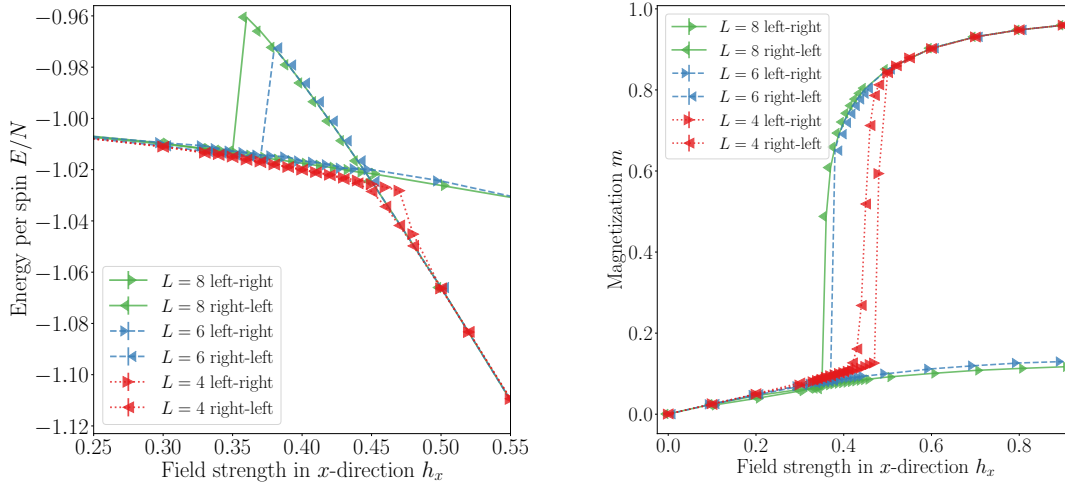 −0.96
−0.98
−1.00
−1.02
−1.04
−1.06
−1.08
−1.10
−1.12
Energy per spin E/N
0.25 0.30 0.35 0.40 0.45 0.50 0.55
Field strength in x-direction h_x
L = 8 left-right
L = 8 right-left
L = 6 left-right
L = 6 right-left
L = 4 left-right
L = 4 right-left
1.0
0.8
0.6
0.4
0.2
0.0
Magnetization m
0.0 0.2 0.4 0.6 0.8
Field strength in x-direction h_x
L = 8 left-right
L = 8 right-left
L = 6 left-right
L = 6 right-left
L = 4 left-right
L = 4 right-left